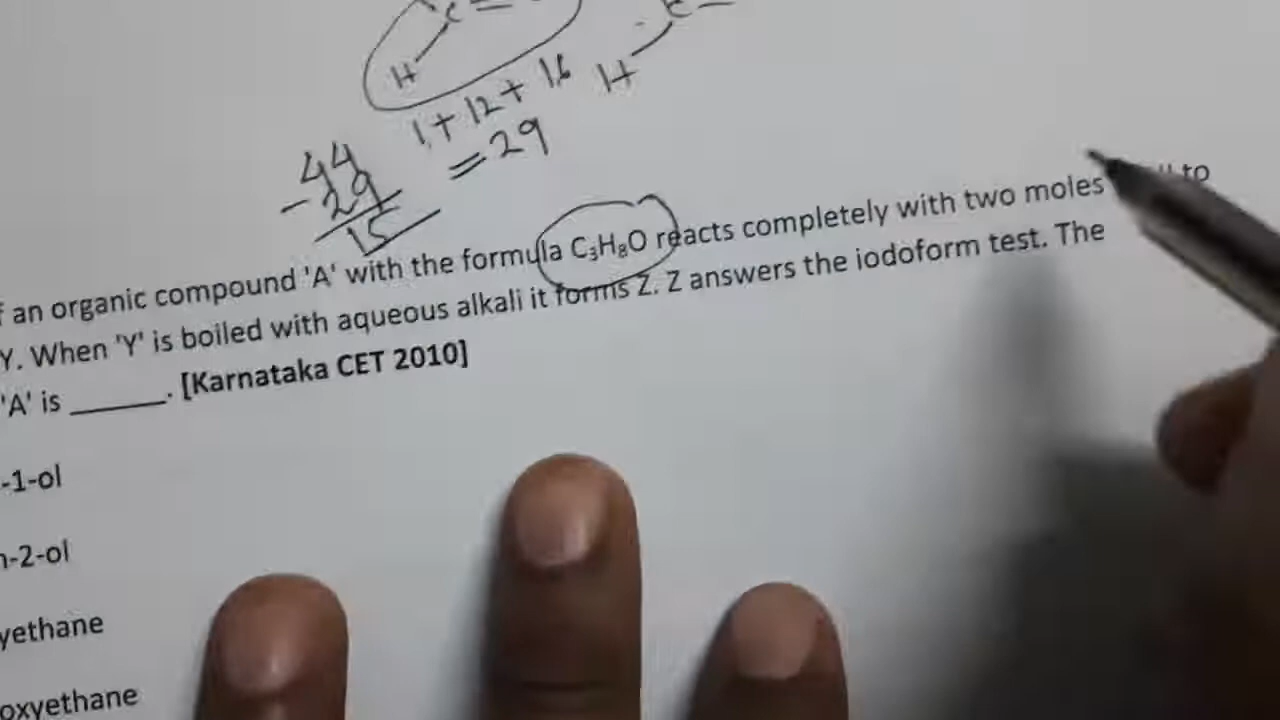 H C =
H C
1 + 12 + 16
= 29
44
- 29
15
an organic compound 'A' with the formula C₃H₈O reacts completely with two moles to
Y. When 'Y' is boiled with aqueous alkali it forms Z. Z answers the iodoform test. The
'A' is ______. [Karnataka CET 2010]
-1-ol
-2-ol
yethane
oxyethane